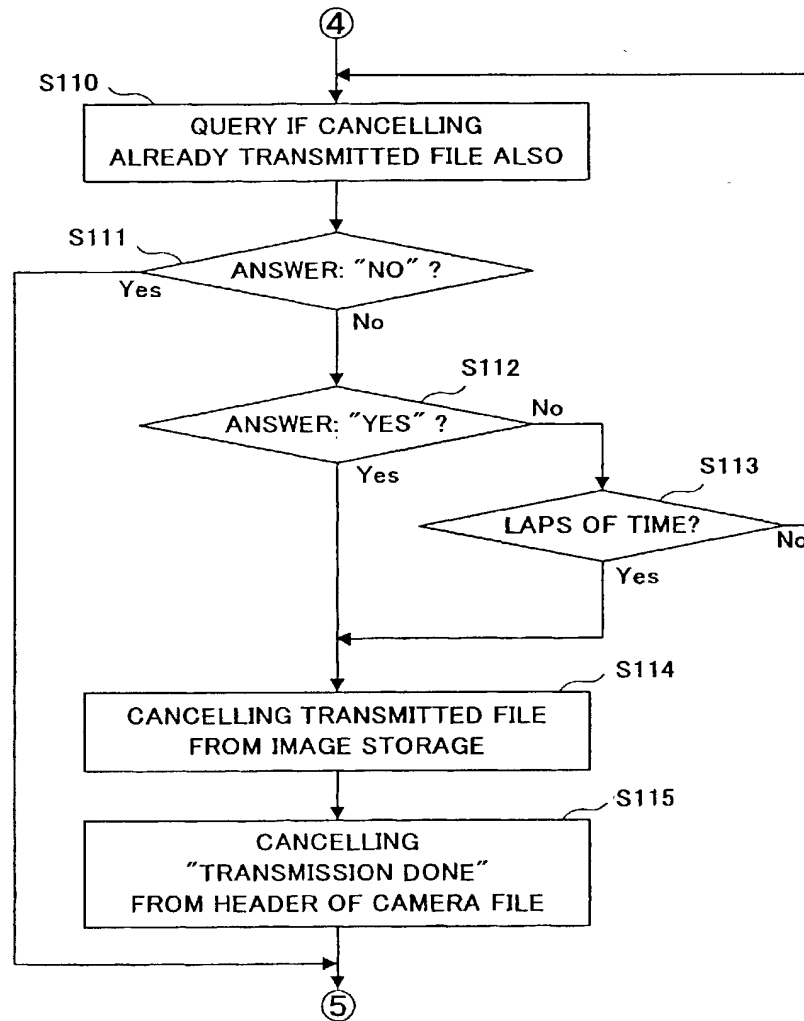 ④
S110
QUERY IF CANCELLING
ALREADY TRANSMITTED FILE ALSO
S111
ANSWER: "NO" ?
Yes
No
S112
ANSWER: "YES" ?
No
Yes
S113
LAPS OF TIME?
No
Yes
S114
CANCELLING TRANSMITTED FILE
FROM IMAGE STORAGE
S115
CANCELLING
"TRANSMISSION DONE"
FROM HEADER OF CAMERA FILE
⑤